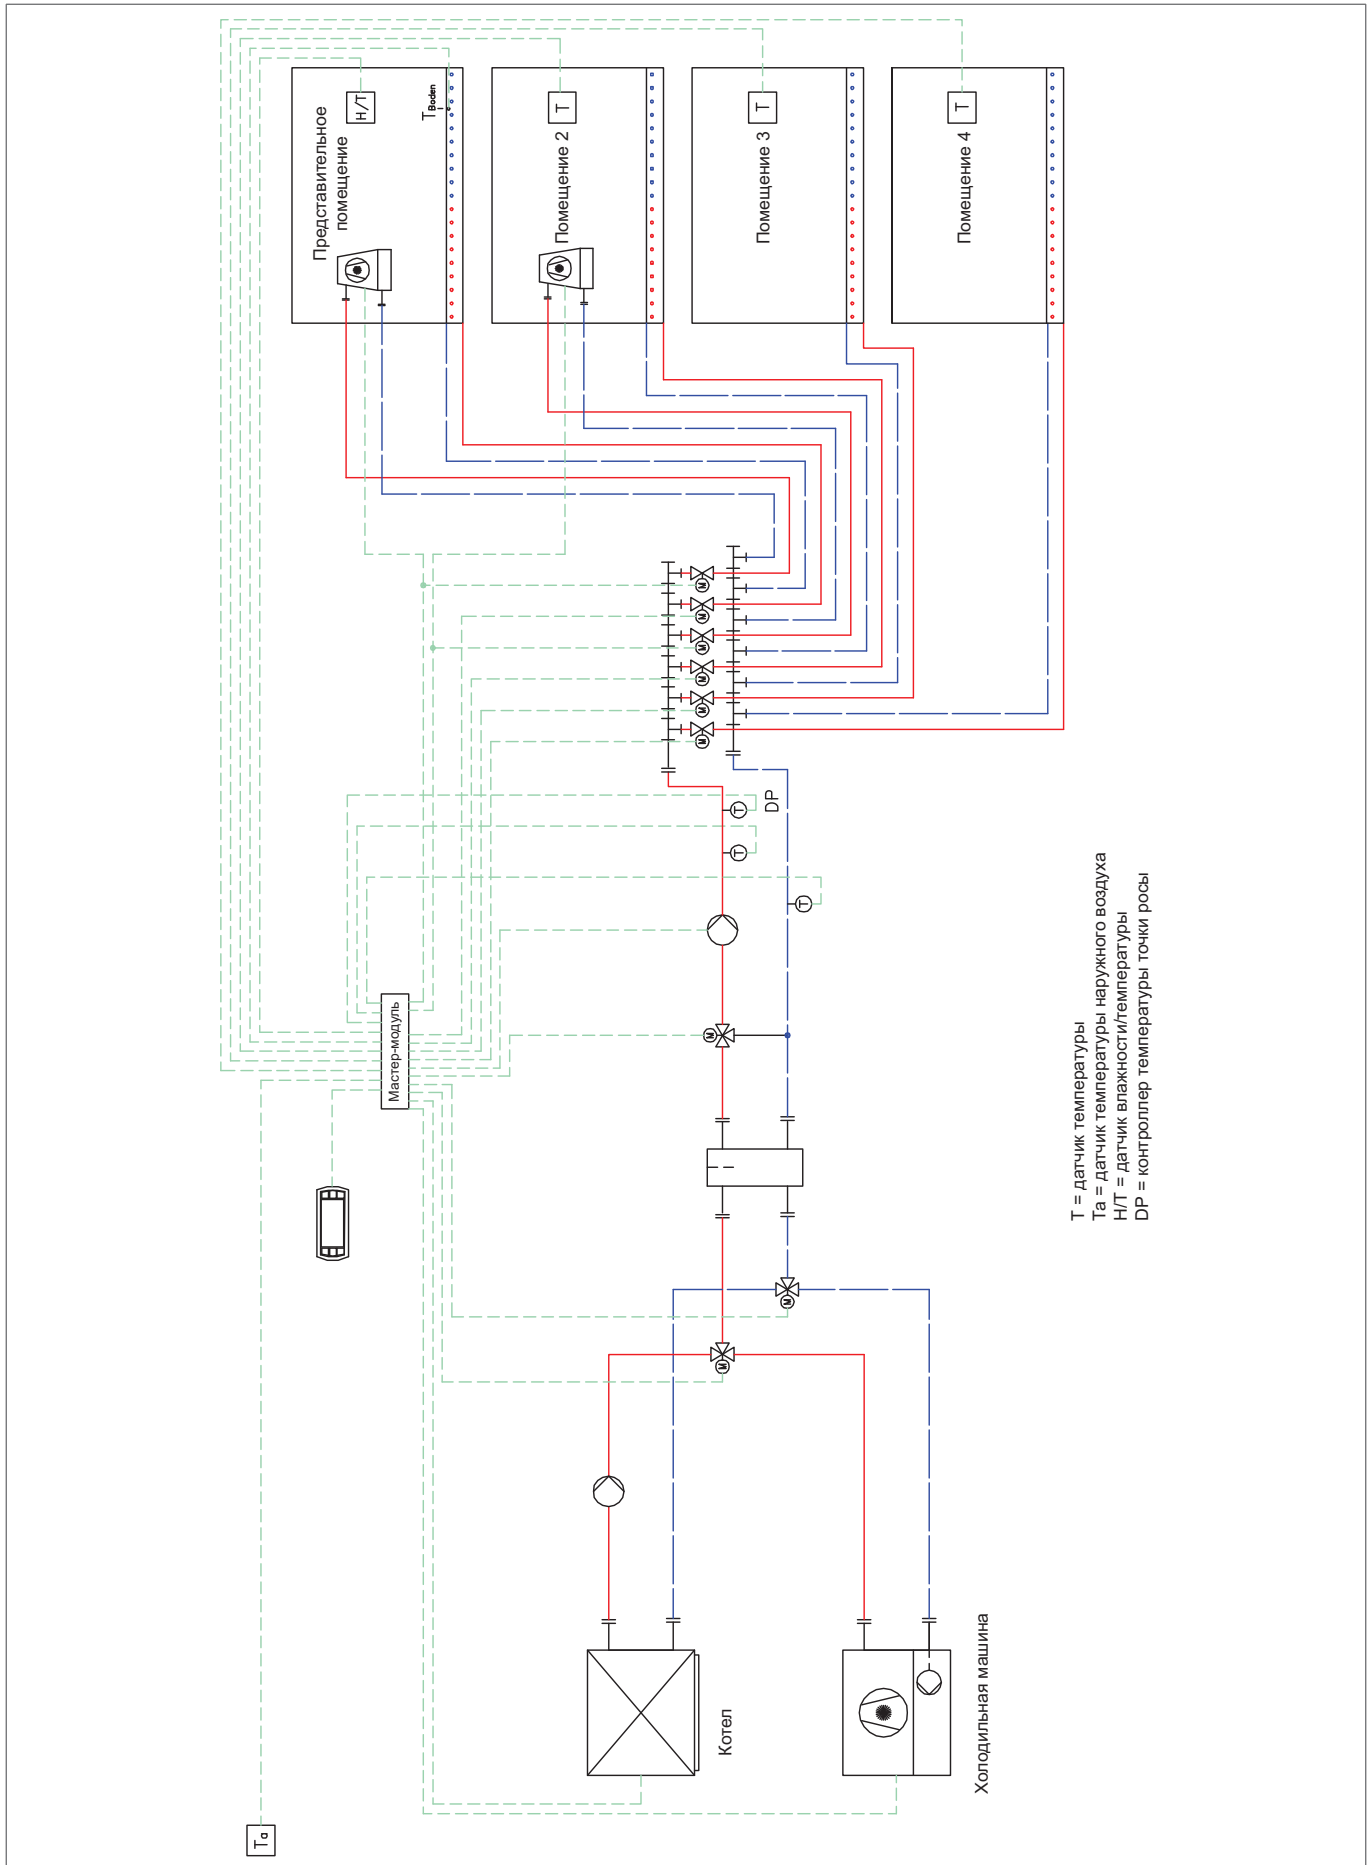 Tа
Котел
Холодильная машина
M
M
Мастер-модуль
M
T
T
T
DP
M
M
M
M
M
M
Представительное
помещение
H/T
T Boden
Помещение 2
T
Помещение 3
T
Помещение 4
T
T = датчик температуры
Ta = датчик температуры наружного воздуха
H/T = датчик влажности/температуры
DP = контроллер температуры точки росы